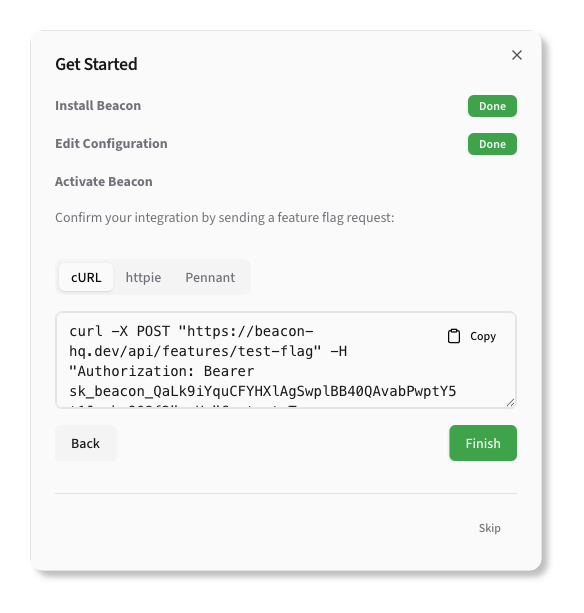 Get Started
Install Beacon
Done
Edit Configuration
Done
Activate Beacon
Confirm your integration by sending a feature flag request:
cURL
httpie
Pennant
curl -X POST "https://beacon-
hq.dev/api/features/test-flag" -H
"Authorization: Bearer
sk_beacon_QaLk9iYquCFYHXlAgSwplBB40QAvabPwptY5
Copy
Back
Finish
Skip